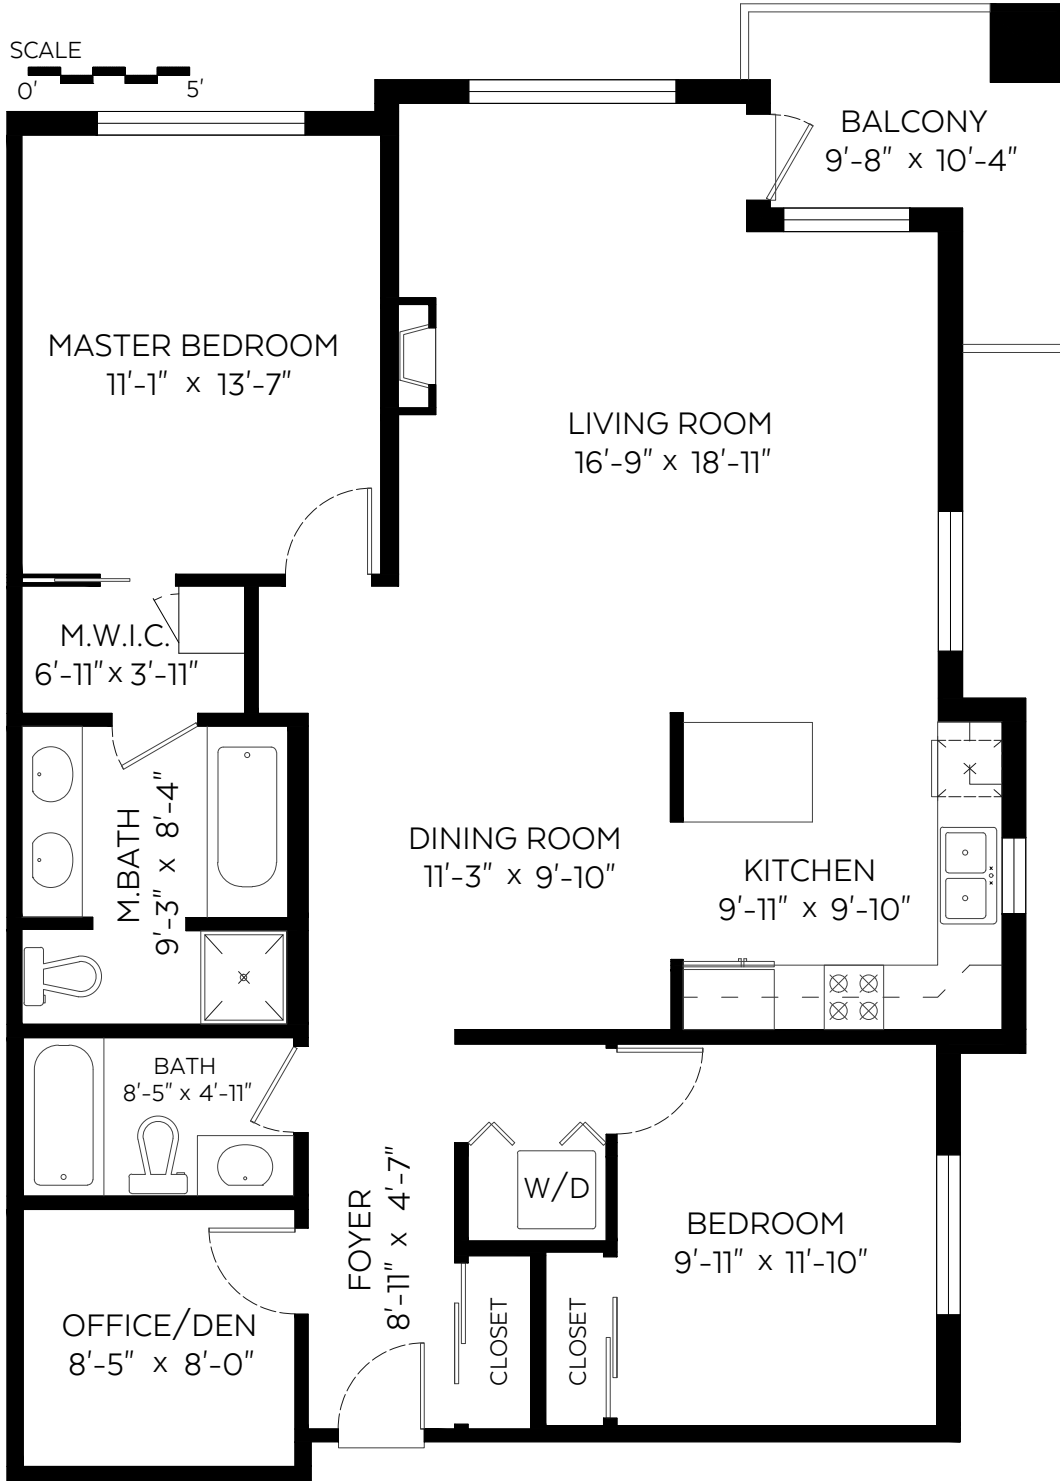 SCALE
0' 5'
BALCONY
9'-8" x 10'-4"
MASTER BEDROOM
11'-1" x 13'-7"
LIVING ROOM
16'-9" x 18'-11"
M.W.I.C.
6'-11" x 3'-11"
M.BATH
9'-3" x 8'-4"
DINING ROOM
11'-3" x 9'-10"
KITCHEN
9'-11" x 9'-10"
BATH
8'-5" x 4'-11"
FOYER
8'-11" x 4'-7"
W/D
BEDROOM
9'-11" x 11'-10"
OFFICE/DEN
8'-5" x 8'-0"
CLOSET
CLOSET